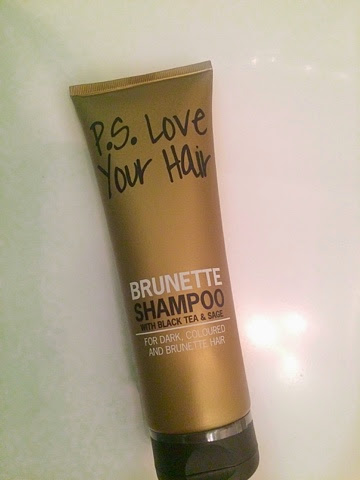 P.S. Love
Your Hair
BRUNETTE
SHAMPOO
WITH BLACK TEA & SAGE
FOR DARK, COLOURED
AND BRUNETTE HAIR